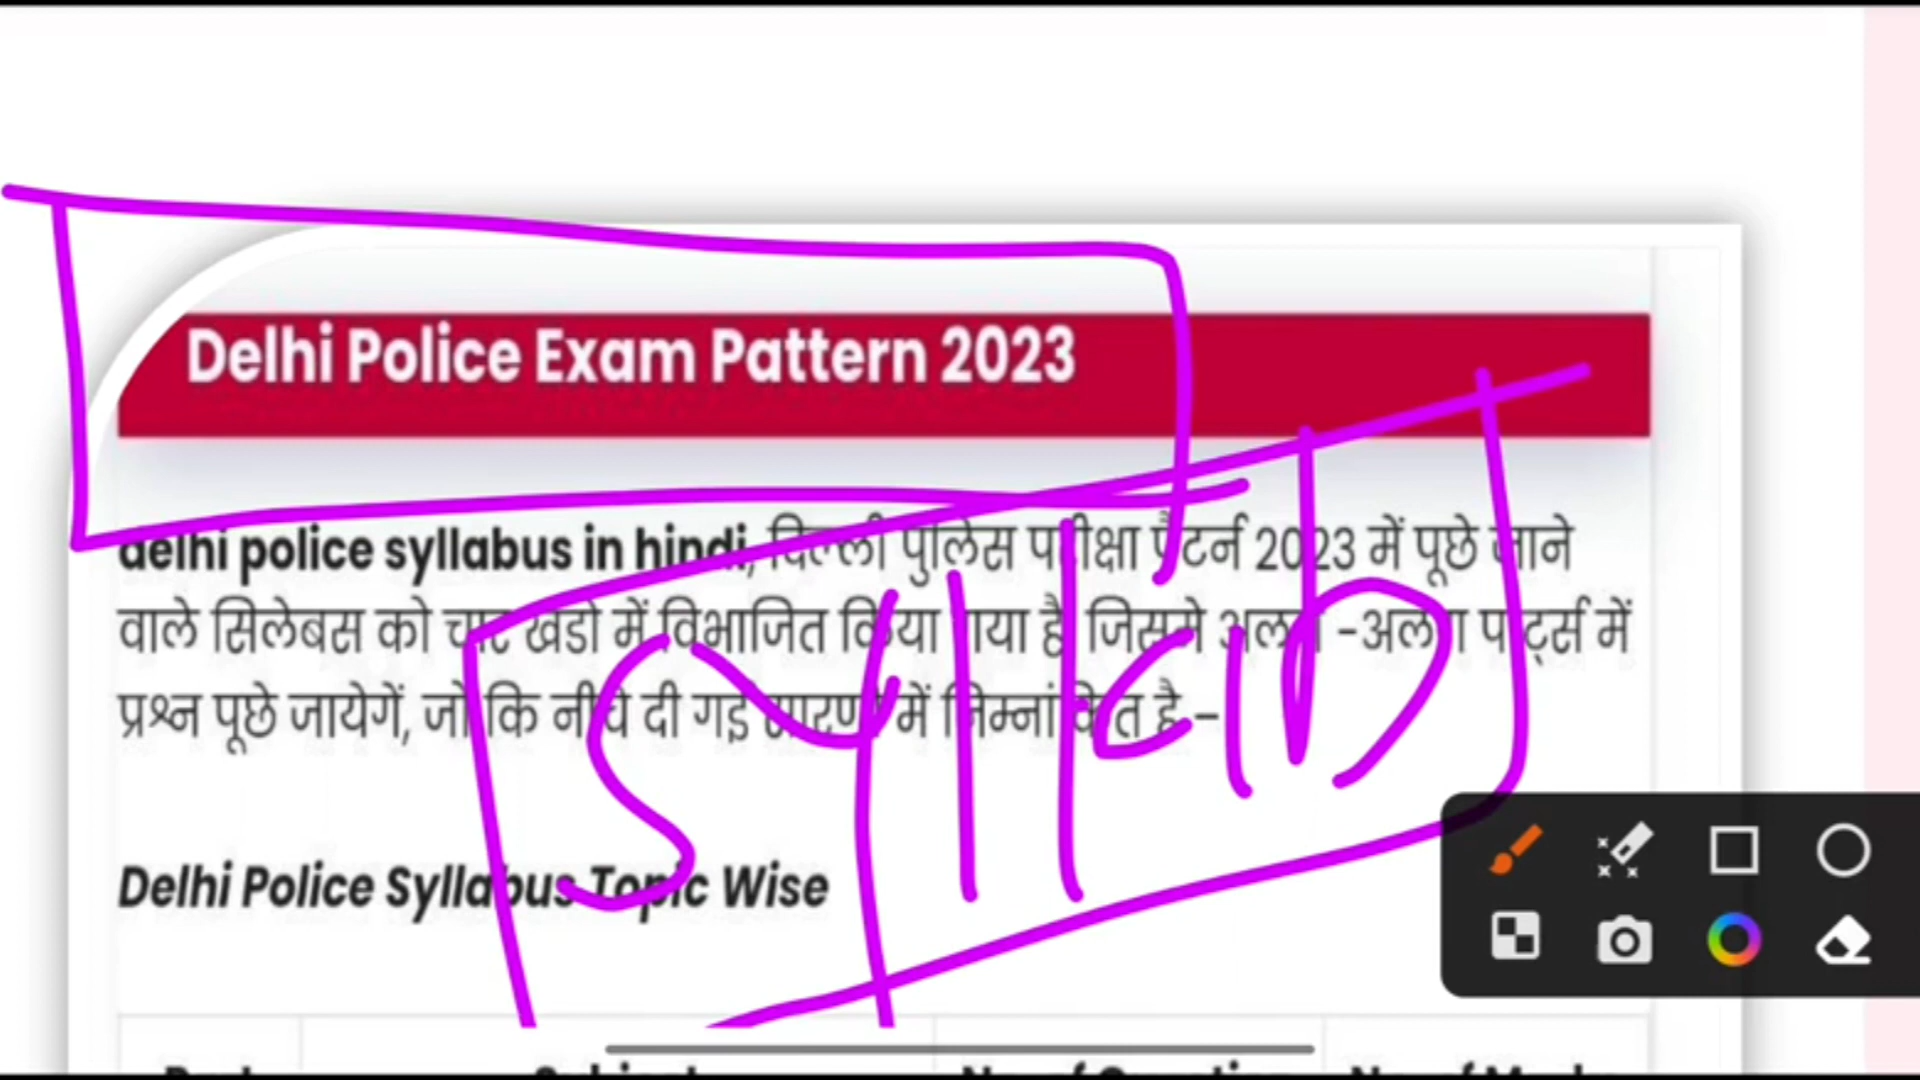 Delhi Police Exam Pattern 2023
delhi police syllabus in hindi, दिल्ली पुलिस परीक्षा पैटर्न 2023 में पूछे जाने
वाले सिलेबस को चार खंडो में विभाजित किया गया है, जिसमे अलग -अलग पार्ट्स में
प्रश्न पूछे जायेगें, जो कि नीचे दी गई सारणी में निम्नांकित है:–
syllab
Delhi Police Syllabus Topic Wise